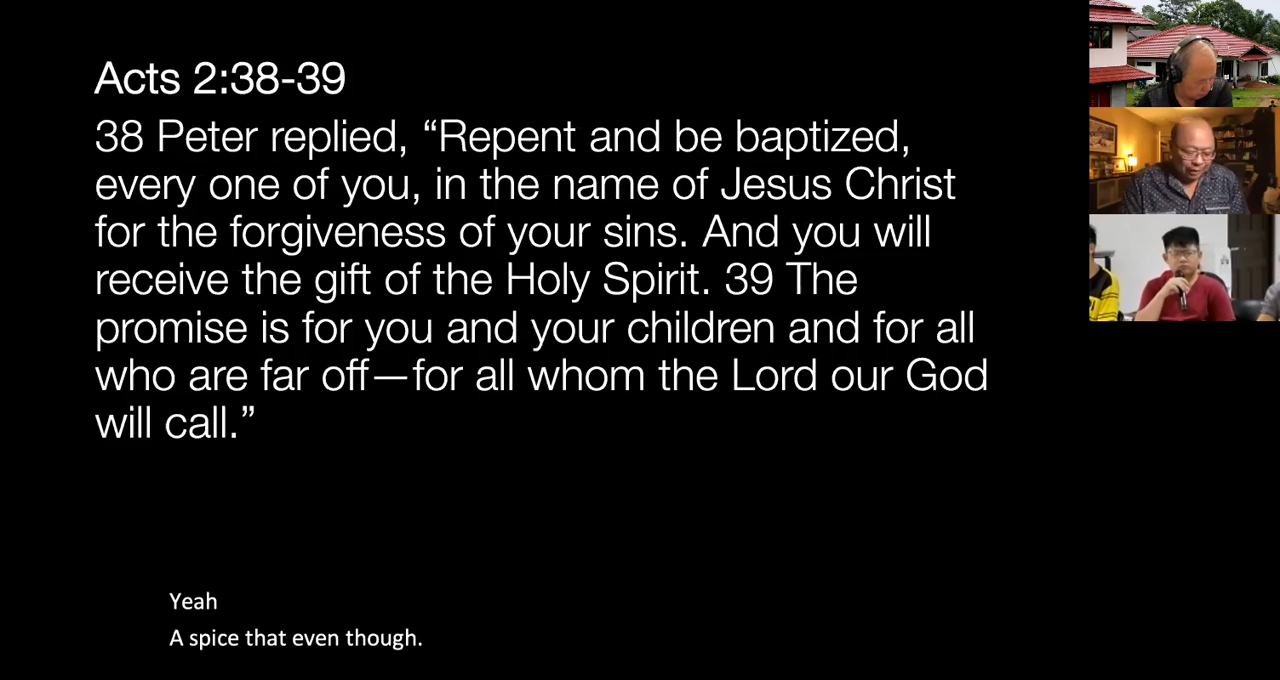 Acts 2:38-39
38 Peter replied, “Repent and be baptized,
every one of you, in the name of Jesus Christ
for the forgiveness of your sins. And you will
receive the gift of the Holy Spirit. 39 The
promise is for you and your children and for all
who are far off—for all whom the Lord our God
will call.”
Yeah
A spice that even though.